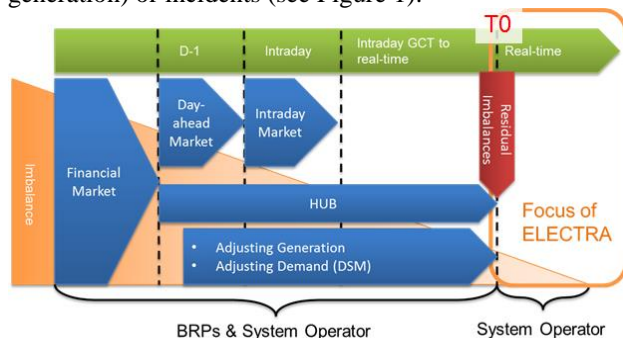 generation) or incidents (see Figure 1).
T0
D-1
Intraday
Intraday GCT to
real-time
Real-time
Imbalance
Financial
Market
Day-
ahead
Market
Intraday
Market
Residual
Imbalances
HUB
• Adjusting Generation
• Adjusting Demand (DSM)
Focus of
ELECTRA
BRPs & System Operator
System Operator